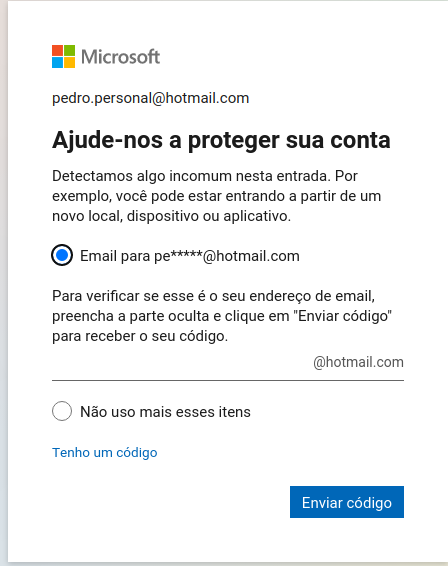 Microsoft
pedro.personal@hotmail.com
Ajude-nos a proteger sua conta
Detectamos algo incomum nesta entrada. Por
exemplo, você pode estar entrando a partir de um
novo local, dispositivo ou aplicativo.
Email para pe*****@hotmail.com
Para verificar se esse é o seu endereço de email,
preencha a parte oculta e clique em "Enviar código"
para receber o seu código.
@hotmail.com
Não uso mais esses itens
Tenho um código
Enviar código